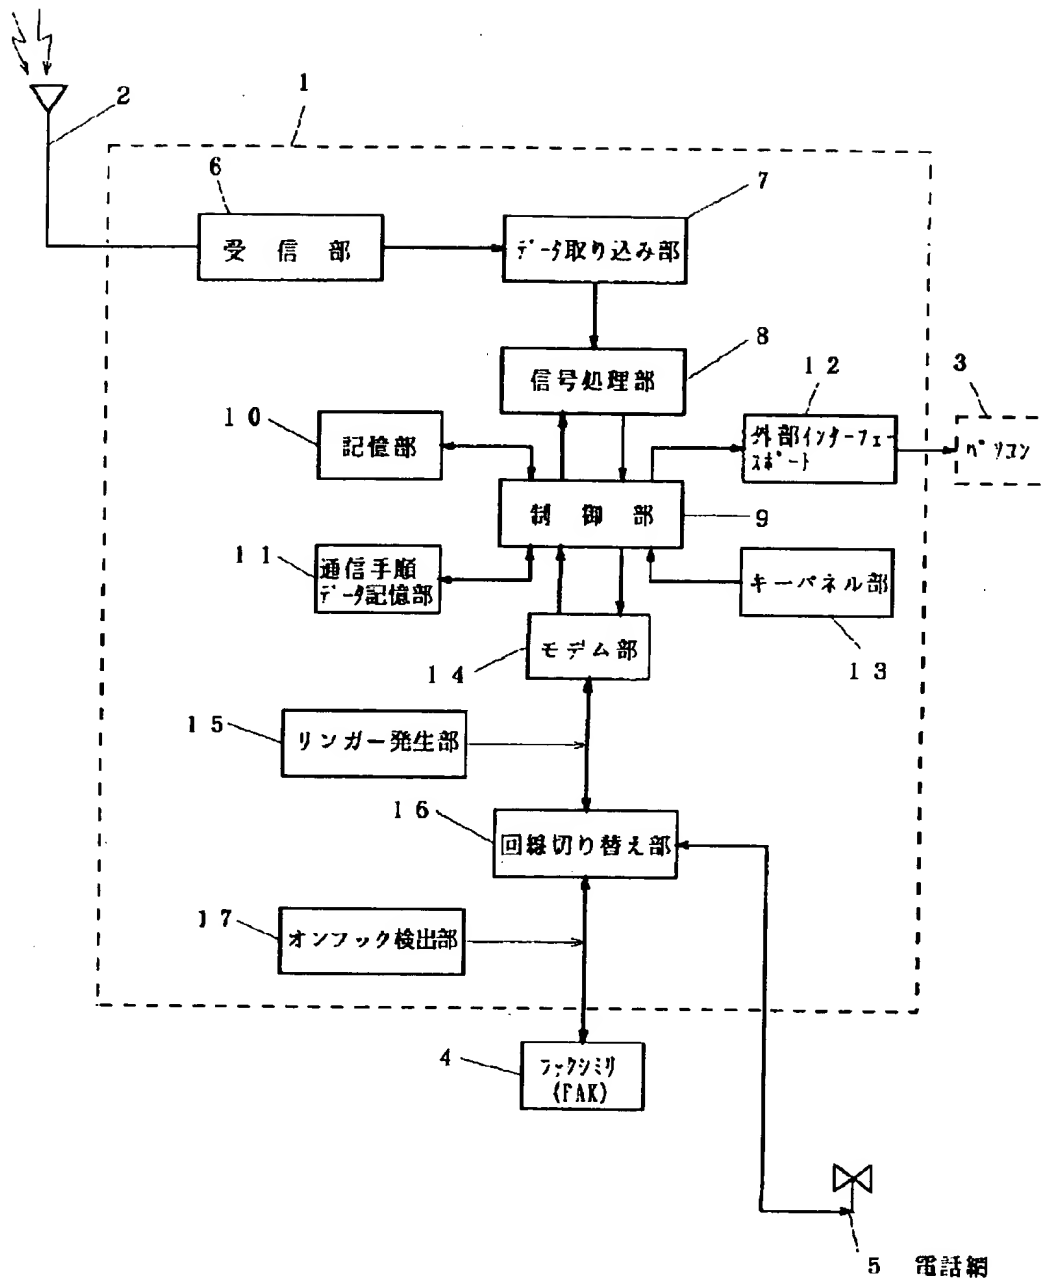 1
2
6
7
受信部
データ取り込み部
8
信号処理部
10
記憶部
12
外部インターフェー
スポート
3
パソコン
制御部
9
11
通信手順
データ記憶部
キーパネル部
13
モデム部
14
15
リンガー発生部
16
回線切り替え部
17
オンフック検出部
4
ファクシミリ
(FAX)
5 電話網